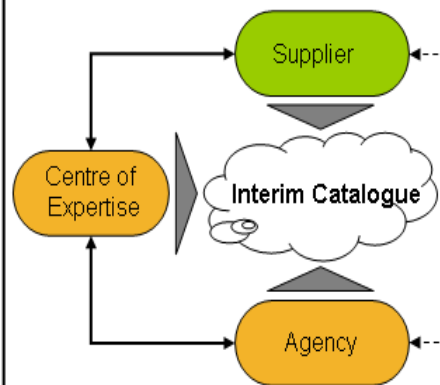 Supplier
Centre of
Expertise
Interim Catalogue
Agency